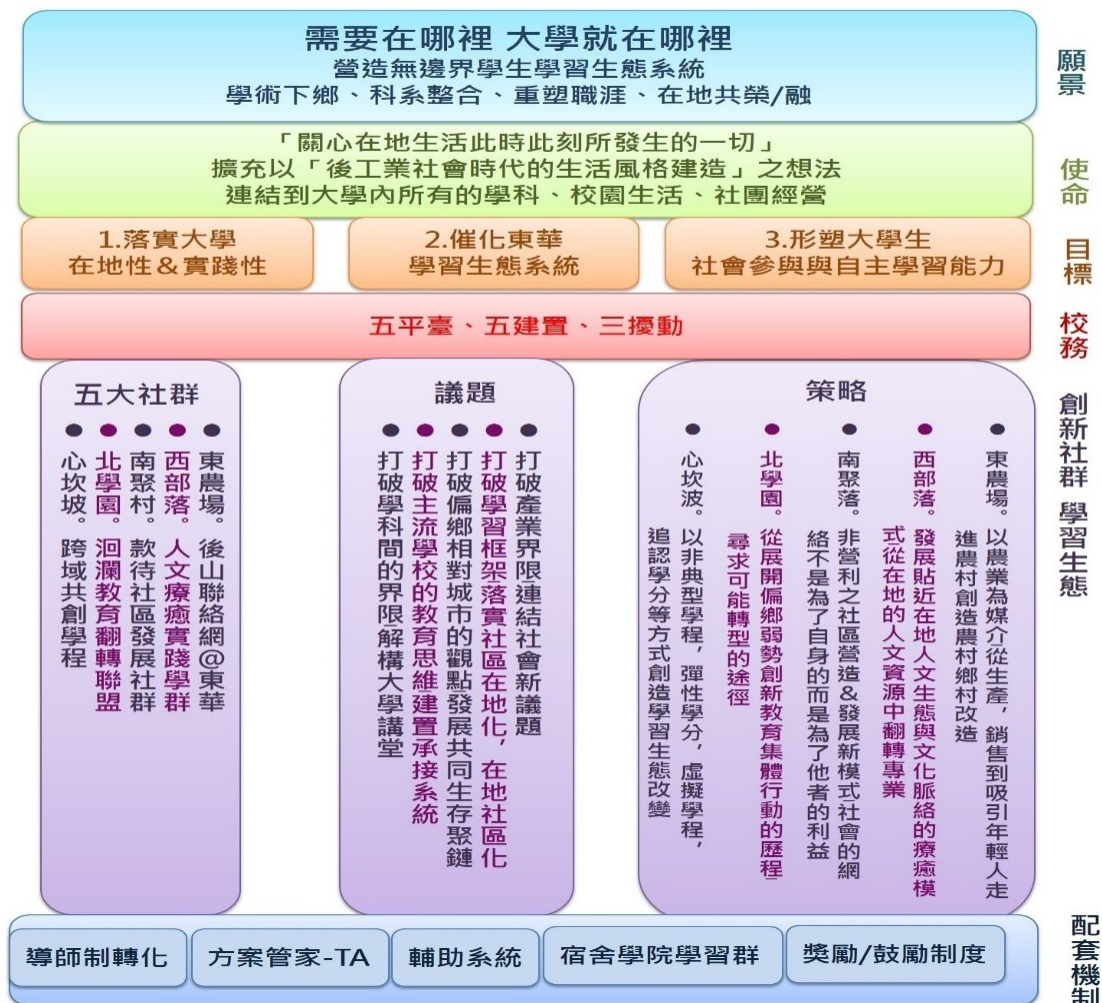 需要在哪裡 大學就在哪裡
營造無邊界學生學習生態系統
學術下鄉、科系整合、重塑職涯、在地共榮/融
願景
「關心在地生活此時此刻所發生的一切」
擴充以「後工業社會時代的生活風格建造」之想法
連結到大學內所有的學科、校園生活、社團經營
使命
1.落實大學
在地性&實踐性
2.催化東華
學習生態系統
3.形塑大學生
社會參與與自主學習能力
目標
五平臺、五建置、三擾動
校務
五大社群
東農場。後山聯絡網@東華
西部落。人文療癒實踐學群
南聚村。款待社區發展社群
北學園。洄瀾教育翻轉聯盟
心坎坡。跨域共創學程
議題
打破產業界限連結社會新議題
打破學習框架落實社區在地化,在地社區化
打破偏鄉相對城市的觀點發展共同生存聚鏈
打破主流學校的教育思維建置承接系統
打破學科間的界限解構大學講堂
策略
東農場。以農業為媒介從生產,銷售到吸引年輕人走
進農村創造農村鄉村改造
西部落。發展貼近在地人文生態與文化脈絡的療癒模
式從在地的人文資源中翻轉專業
南聚落。非營利之社區營造&發展新模式社會的網
絡不是為了自身的而是為了他者的利益
北學園。從展開偏鄉弱勢創新教育集體行動的歷程
尋求可能轉型的途徑
心坎波。以非典型學程,彈性學分,虛擬學程,
追認學分等方式創造學習生態改變
創新社群 學習生態
導師制轉化
方案管家-TA
輔助系統
宿舍學院學習群
獎勵/鼓勵制度
配套機制